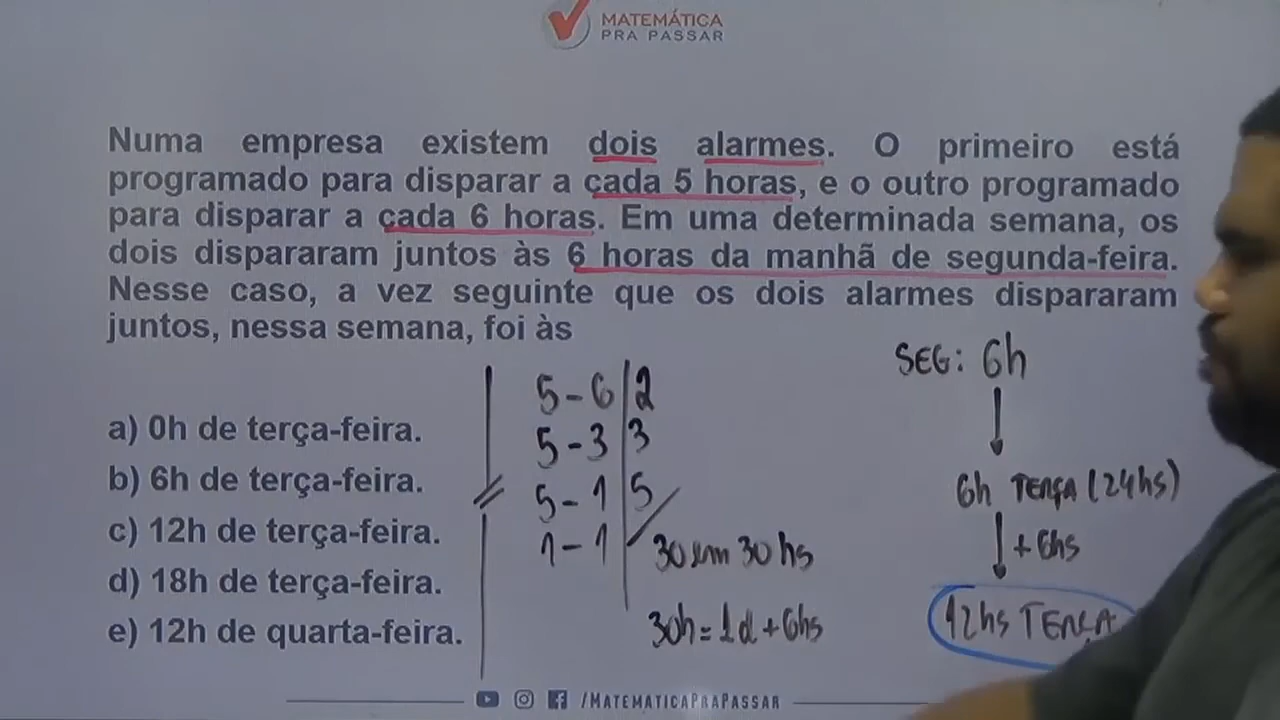 MATEMÁTICA
PRA PASSAR
Numa empresa existem dois alarmes. O primeiro está
programado para disparar a cada 5 horas, e o outro programado
para disparar a cada 6 horas. Em uma determinada semana, os
dois dispararam juntos às 6 horas da manhã de segunda-feira.
Nesse caso, a vez seguinte que os dois alarmes dispararam
juntos, nessa semana, foi às
a) 0h de terça-feira.
b) 6h de terça-feira.
c) 12h de terça-feira.
d) 18h de terça-feira.
e) 12h de quarta-feira.
5-6 | 2
5-3 | 3
5-1 | 5
1-1
30 em 30 hs
30h = 1d + 6hs
SEG: 6h
6h TERÇA (24hs)
+6hs
12hs TERÇA
/MATEMATICAPRAPASSAR